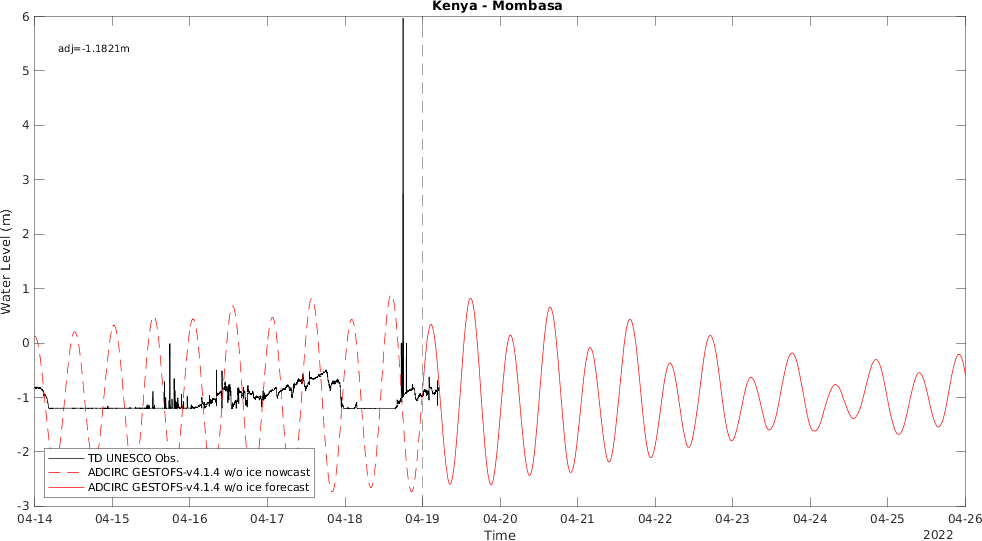 Kenya - Mombasa
adj=-1.1821m
Water Level (m)
6
5
4
3
2
1
0
-1
-2
-3
TD UNESCO Obs.
ADCIRC GESTOFS-v4.1.4 w/o ice nowcast
ADCIRC GESTOFS-v4.1.4 w/o ice forecast
04-14 04-15 04-16 04-17 04-18 04-19 04-20 04-21 04-22 04-23 04-24 04-25 04-26
Time
2022